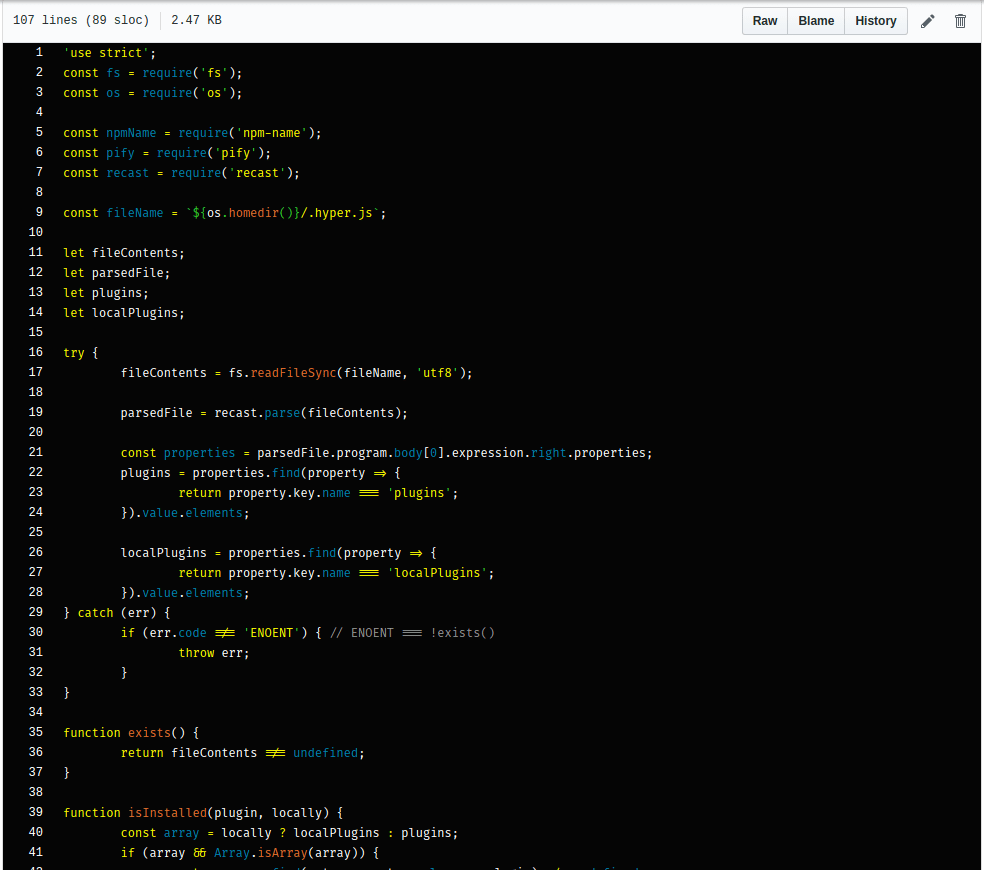 107 lines (89 sloc) 2.47 KB Raw Blame History
1 'use strict';
2 const fs = require('fs');
3 const os = require('os');
4
5 const npmName = require('npm-name');
6 const pify = require('pify');
7 const recast = require('recast');
8
9 const fileName = `${os.homedir()}/.hyper.js`;
10
11 let fileContents;
12 let parsedFile;
13 let plugins;
14 let localPlugins;
15
16 try {
17 fileContents = fs.readFileSync(fileName, 'utf8');
18
19 parsedFile = recast.parse(fileContents);
20
21 const properties = parsedFile.program.body[0].expression.right.properties;
22 plugins = properties.find(property => {
23 return property.key.name === 'plugins';
24 }).value.elements;
25
26 localPlugins = properties.find(property => {
27 return property.key.name === 'localPlugins';
28 }).value.elements;
29 } catch (err) {
30 if (err.code !== 'ENOENT') { // ENOENT === !exists()
31 throw err;
32 }
33 }
34
35 function exists() {
36 return fileContents !== undefined;
37 }
38
39 function isInstalled(plugin, locally) {
40 const array = locally ? localPlugins : plugins;
41 if (array && Array.isArray(array)) {